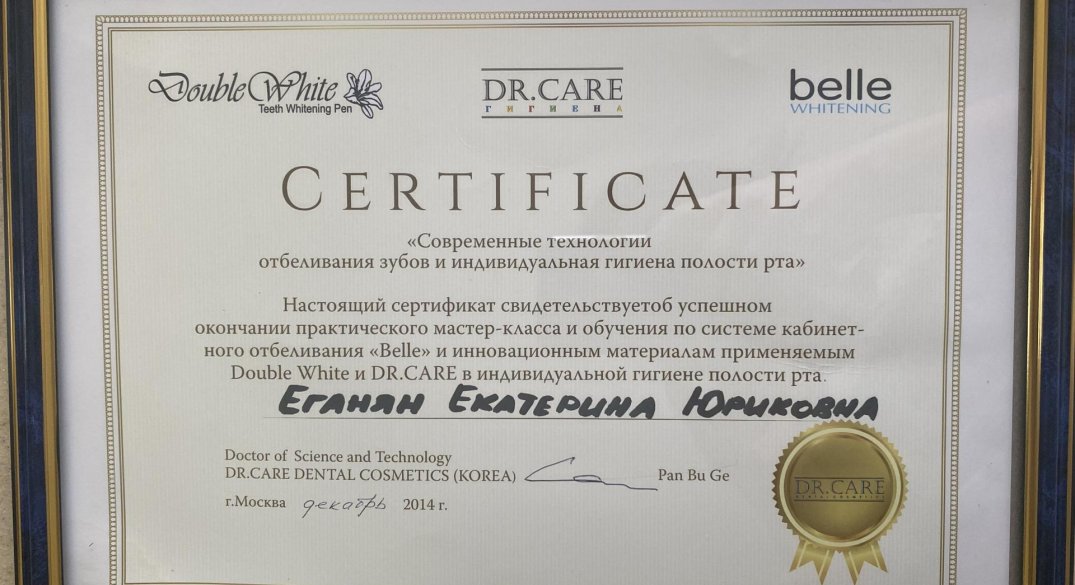 Double White
Teeth Whitening Pen
DR.CARE
ГИГИЕНА
belle
WHITENING
CERTIFICATE
«Современные технологии
отбеливания зубов и индивидуальная гигиена полости рта»
Настоящий сертификат свидетельствуетоб успешном
окончании практического мастер-класса и обучения по системе кабинет-
ного отбеливания «Belle» и инновационным материалам применяемым
Double White и DR.CARE в индивидуальной гигиене полости рта.
ЕГАНЯН ЕКАТЕРИНА ЮРИКОВНА
Doctor of Science and Technology
DR.CARE DENTAL COSMETICS (KOREA) Pan Bu Ge
г.Москва декабрь 2014 г.
DR.CARE